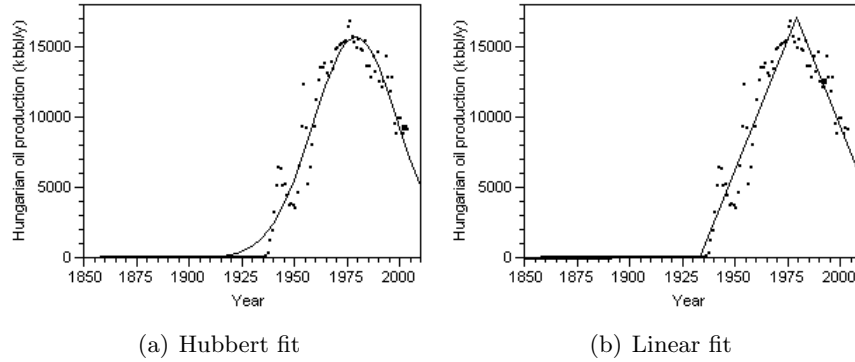 Hungarian oil production (kbbl/y)
15000
10000
5000
0
1850 1875 1900 1925 1950 1975 2000
Year
(a) Hubbert fit
Hungarian oil production (kbbl/y)
15000
10000
5000
0
1850 1875 1900 1925 1950 1975 2000
Year
(b) Linear fit